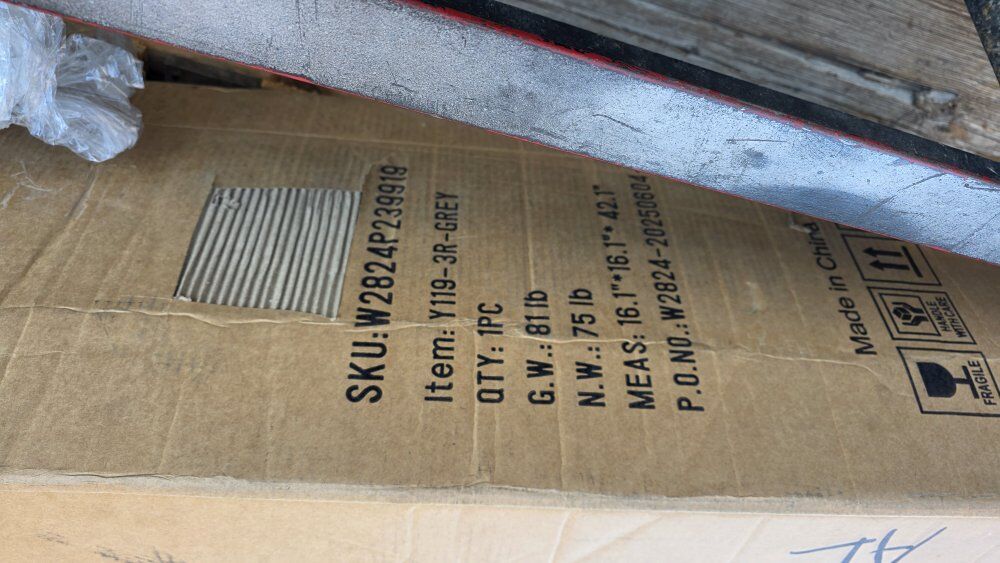 SKU:W2824P239919
Item: Y119-3R-GREY
QTY: 1PC
G.W.: 81 lb
N.W.: 75 lb
MEAS: 16.1"*16.1"* 42.1"
P.O.NO.:W2824-20250604
Made in China
HANDLE
WITH CARE
FRAGILE